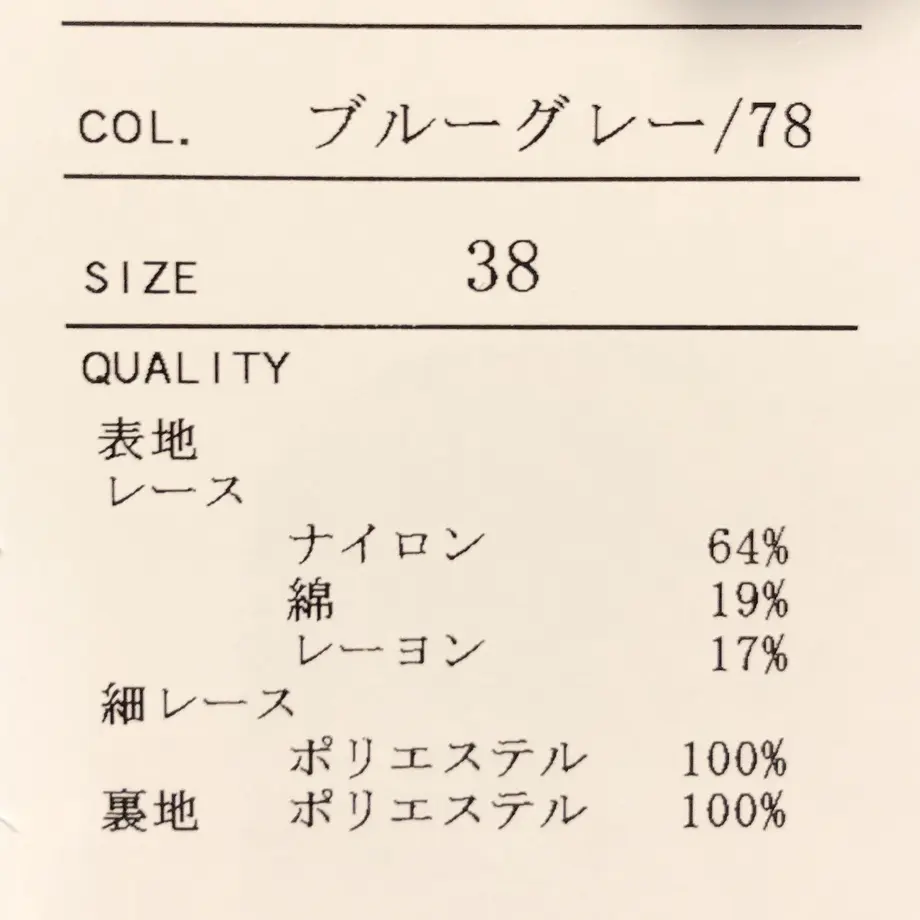 COL. ブルーグレー/78
SIZE 38
QUALITY
表地
レース
ナイロン 64%
綿 19%
レーヨン 17%
細レース
ポリエステル 100%
裏地 ポリエステル 100%